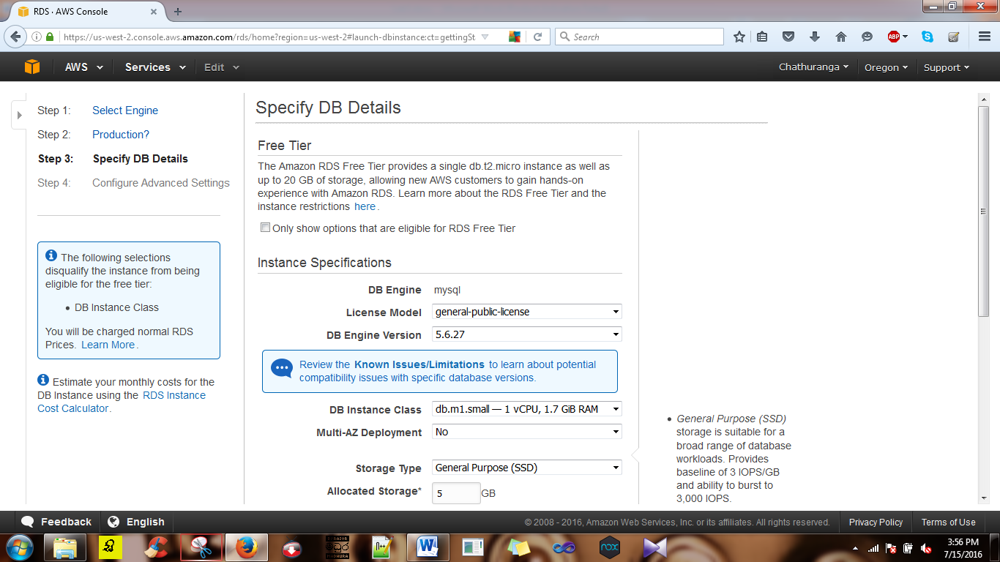 RDS · AWS Console
https://us-west-2.console.aws.amazon.com/rds/home?region=us-west-2#launch-dbinstance:ct=gettingSt
Search
ABP
AWS
Services
Edit
Chathuranga
Oregon
Support
Step 1: Select Engine
Step 2: Production?
Step 3: Specify DB Details
Step 4: Configure Advanced Settings
The following selections
disqualify the instance from being
eligible for the free tier:
DB Instance Class
You will be charged normal RDS
Prices. Learn More.
Estimate your monthly costs for the
DB Instance using the RDS Instance
Cost Calculator.
Specify DB Details
Free Tier
The Amazon RDS Free Tier provides a single db.t2.micro instance as well as
up to 20 GB of storage, allowing new AWS customers to gain hands-on
experience with Amazon RDS. Learn more about the RDS Free Tier and the
instance restrictions here.
Only show options that are eligible for RDS Free Tier
Instance Specifications
DB Engine mysql
License Model general-public-license
DB Engine Version 5.6.27
Review the Known Issues/Limitations to learn about potential
compatibility issues with specific database versions.
DB Instance Class db.m1.small — 1 vCPU, 1.7 GiB RAM
Multi-AZ Deployment No
Storage Type General Purpose (SSD)
Allocated Storage* 5 GB
General Purpose (SSD)
storage is suitable for a
broad range of database
workloads. Provides
baseline of 3 IOPS/GB
and ability to burst to
3,000 IOPS.
Feedback
English
© 2008 - 2016, Amazon Web Services, Inc. or its affiliates. All rights reserved.
Privacy Policy
Terms of Use
nox
3:56 PM
7/15/2016